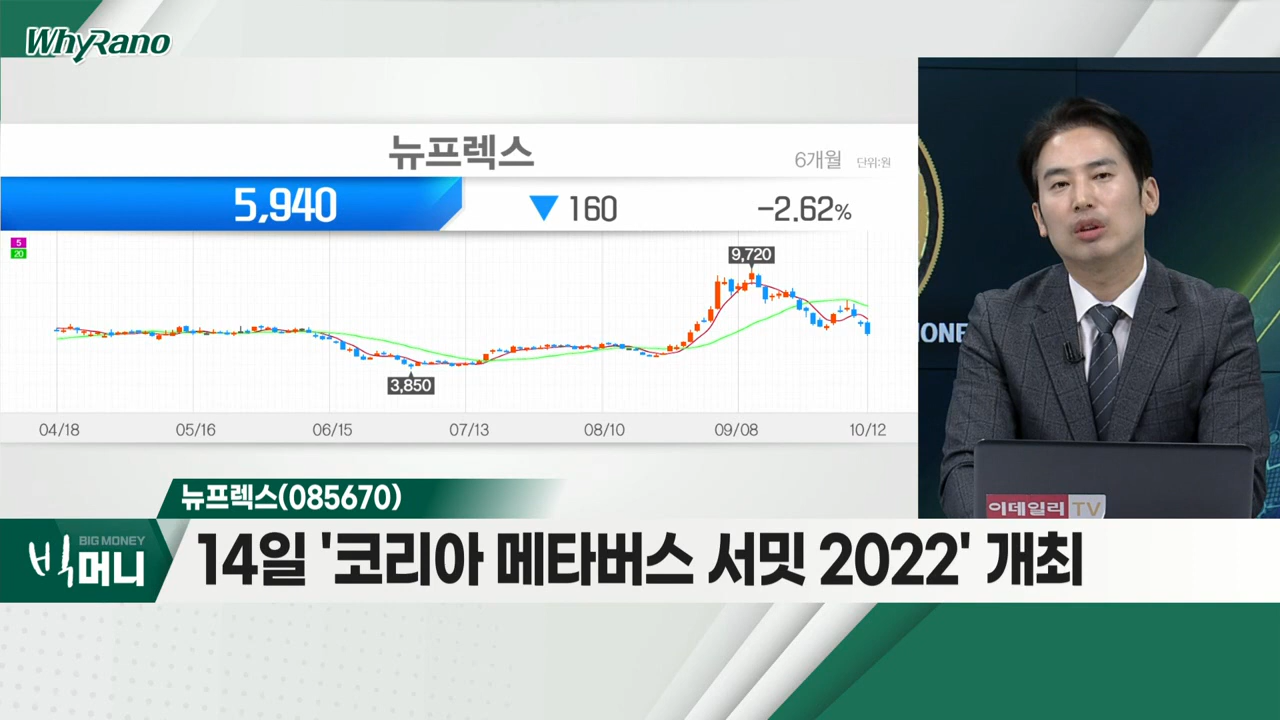 WhyRano
뉴프렉스
6개월 단위:원
5,940 ▼ 160 -2.62%
5
20
9,720
3,850
04/18 05/16 06/15 07/13 08/10 09/08 10/12
ONE
이데일리 TV
뉴프렉스(085670)
빅머니 BIG MONEY
14일 '코리아 메타버스 서밋 2022' 개최